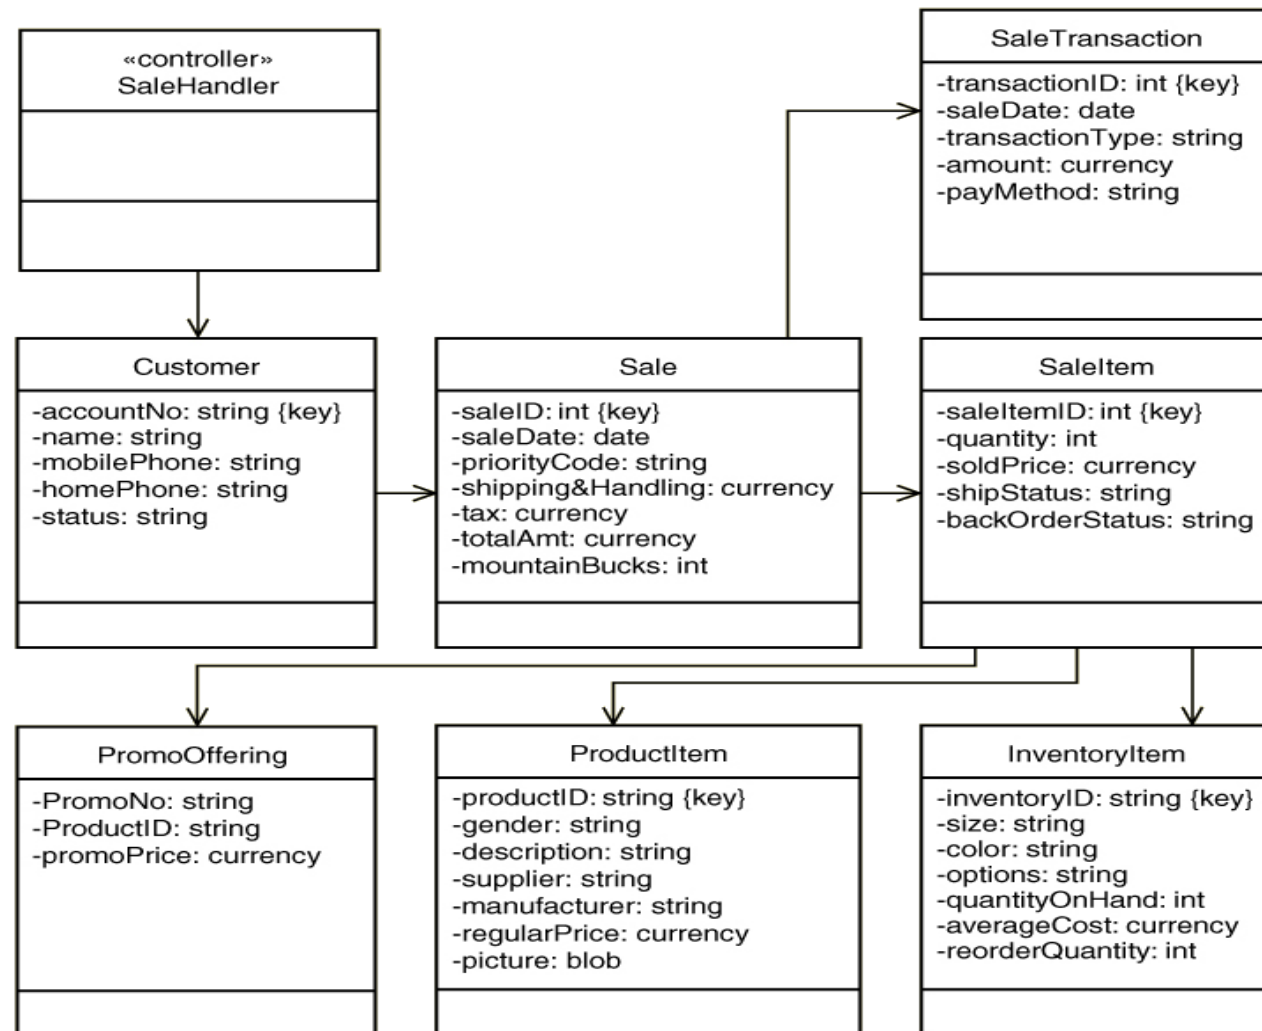 «controller»
SaleHandler
SaleTransaction
-transactionID: int {key}
-saleDate: date
-transactionType: string
-amount: currency
-payMethod: string
Customer
-accountNo: string {key}
-name: string
-mobilePhone: string
-homePhone: string
-status: string
Sale
-saleID: int {key}
-saleDate: date
-priorityCode: string
-shipping&Handling: currency
-tax: currency
-totalAmt: currency
-mountainBucks: int
SaleItem
-saleItemID: int {key}
-quantity: int
-soldPrice: currency
-shipStatus: string
-backOrderStatus: string
PromoOffering
-PromoNo: string
-ProductID: string
-promoPrice: currency
ProductItem
-productID: string {key}
-gender: string
-description: string
-supplier: string
-manufacturer: string
-regularPrice: currency
-picture: blob
InventoryItem
-inventoryID: string {key}
-size: string
-color: string
-options: string
-quantityOnHand: int
-averageCost: currency
-reorderQuantity: int